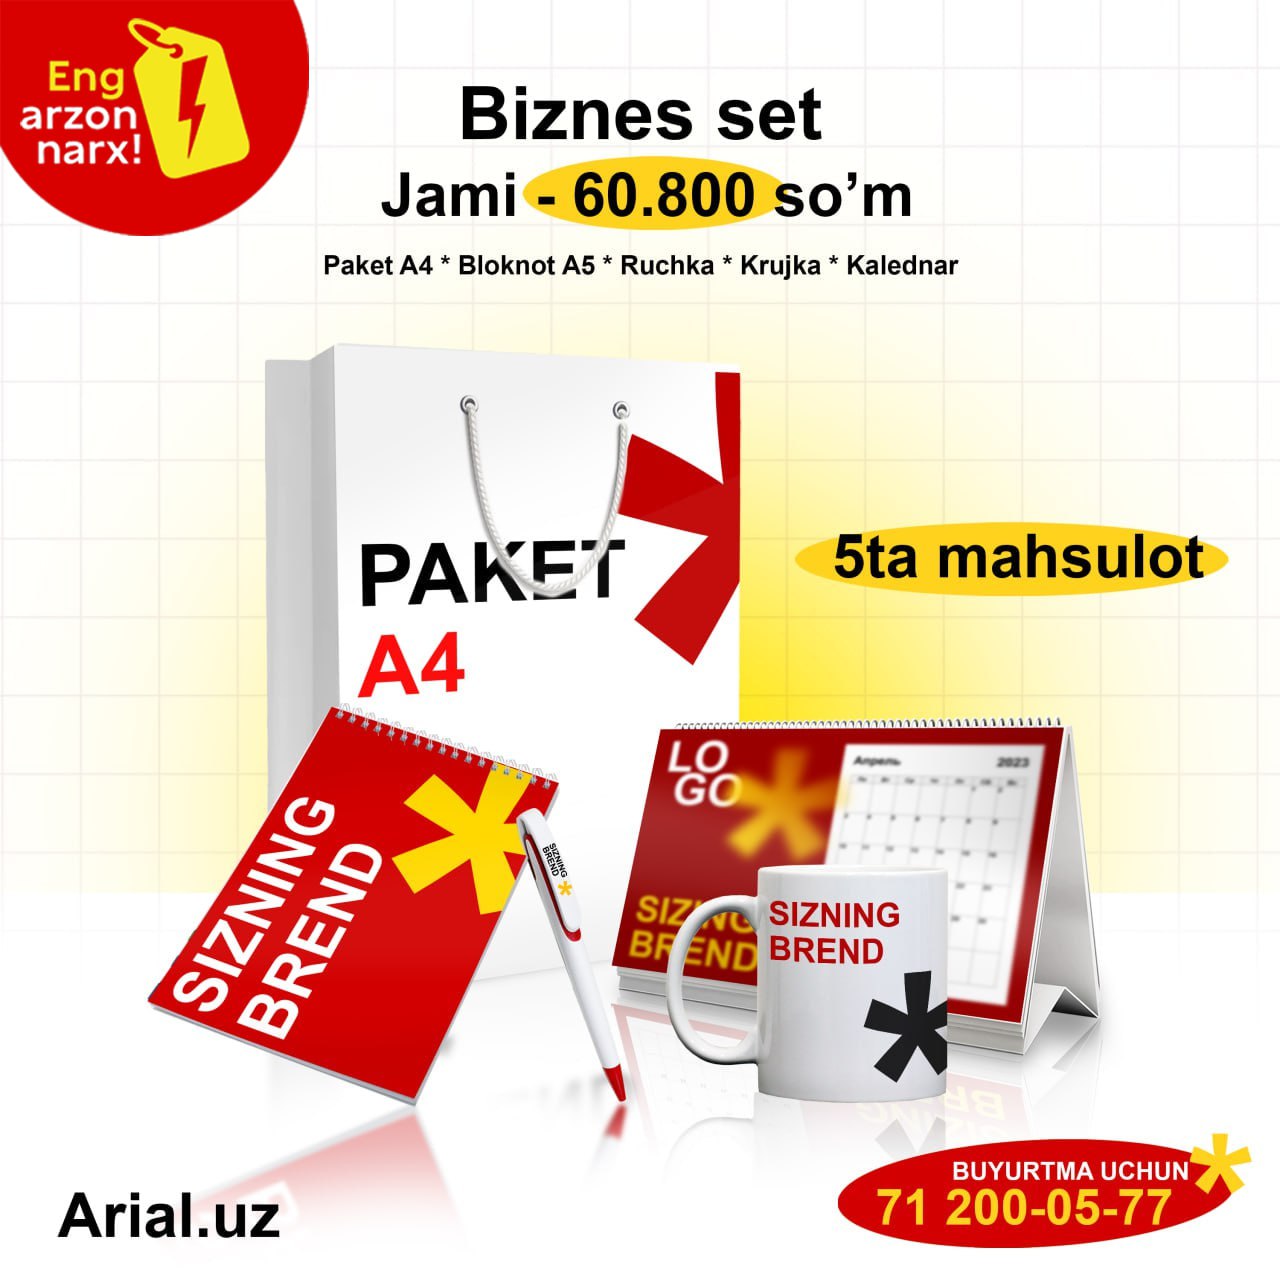 Eng
arzon
narx!
Biznes set
Jami - 60.800 so’m
Paket A4 * Bloknot A5 * Ruchka * Krujka * Kalednar
PAKET
A4
5ta mahsulot
SIZNING
BREND
SIZNING
BREND
LO
GO
Апрель 2023
SIZING
BREND
SIZNING
BREND
Arial.uz
BUYURTMA UCHUN
71 200-05-77